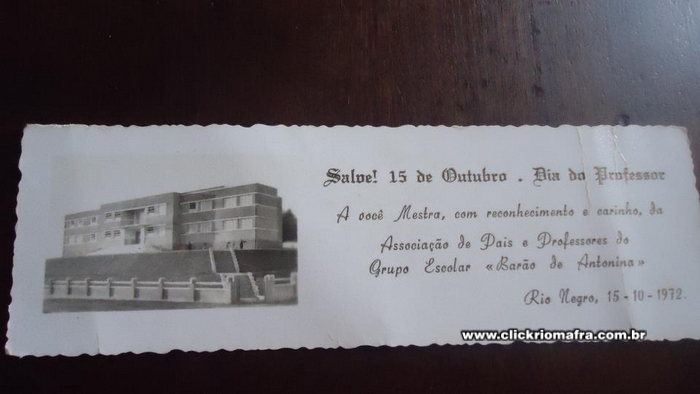 Salve! 15 de Outubro . Dia do Professor
A você Mestra, com reconhecimento e carinho, da
Associação de Pais e Professores do
Grupo Escolar «Barão de Antonina»
Rio Negro, 15-10-1972.
www.clickriomafra.com.br